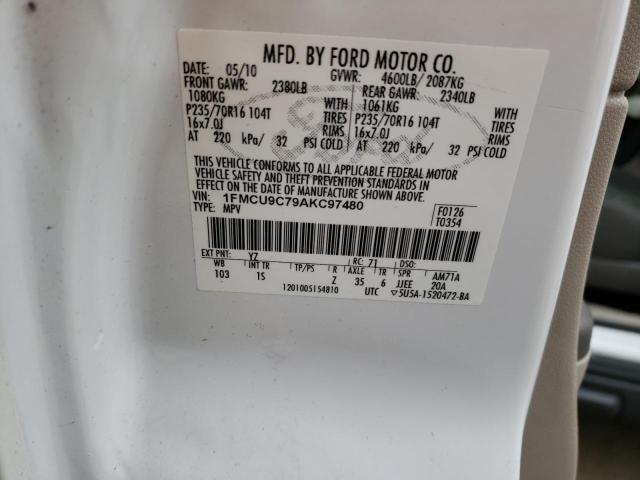 MFD. BY FORD MOTOR CO.
DATE: 05/10 GVWR: 4600LB/ 2087KG
FRONT GAWR: 2380LB REAR GAWR: 2340LB
1080KG 1061KG
P235/70R16 104T TIRES P235/70R16 104T TIRES
16x7.0J RIMS 16x7.0J RIMS
AT 220 kPa/ 32 PSI COLD AT 220 kPa/ 32 PSI COLD
THIS VEHICLE CONFORMS TO ALL APPLICABLE FEDERAL MOTOR
VEHICLE SAFETY AND THEFT PREVENTION STANDARDS IN
EFFECT ON THE DATE OF MANUFACTURE SHOWN ABOVE.
VIN: 1FMCU9C79AKC97480 F0126
TYPE: MPV T0354
EXT PNT: YZ RC: 71 DSO:
WB INT TR TP/PS R AXLE TR SPR AM71A
103 1S Z 35 6 JJEE 20A
1201005154810 UTC 5U5A-1520472-BA